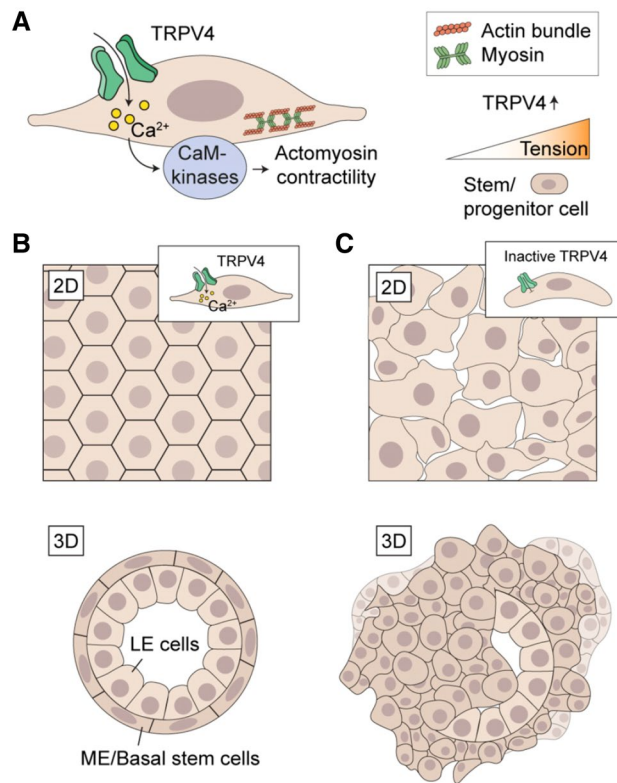 A
TRPV4
Ca2+
CaM-
kinases
Actomyosin
contractility
Actin bundle
Myosin
TRPV4↑
Tension
Stem/
progenitor cell
B
2D
TRPV4
Ca2+
3D
LE cells
ME/Basal stem cells
C
2D
Inactive TRPV4
3D